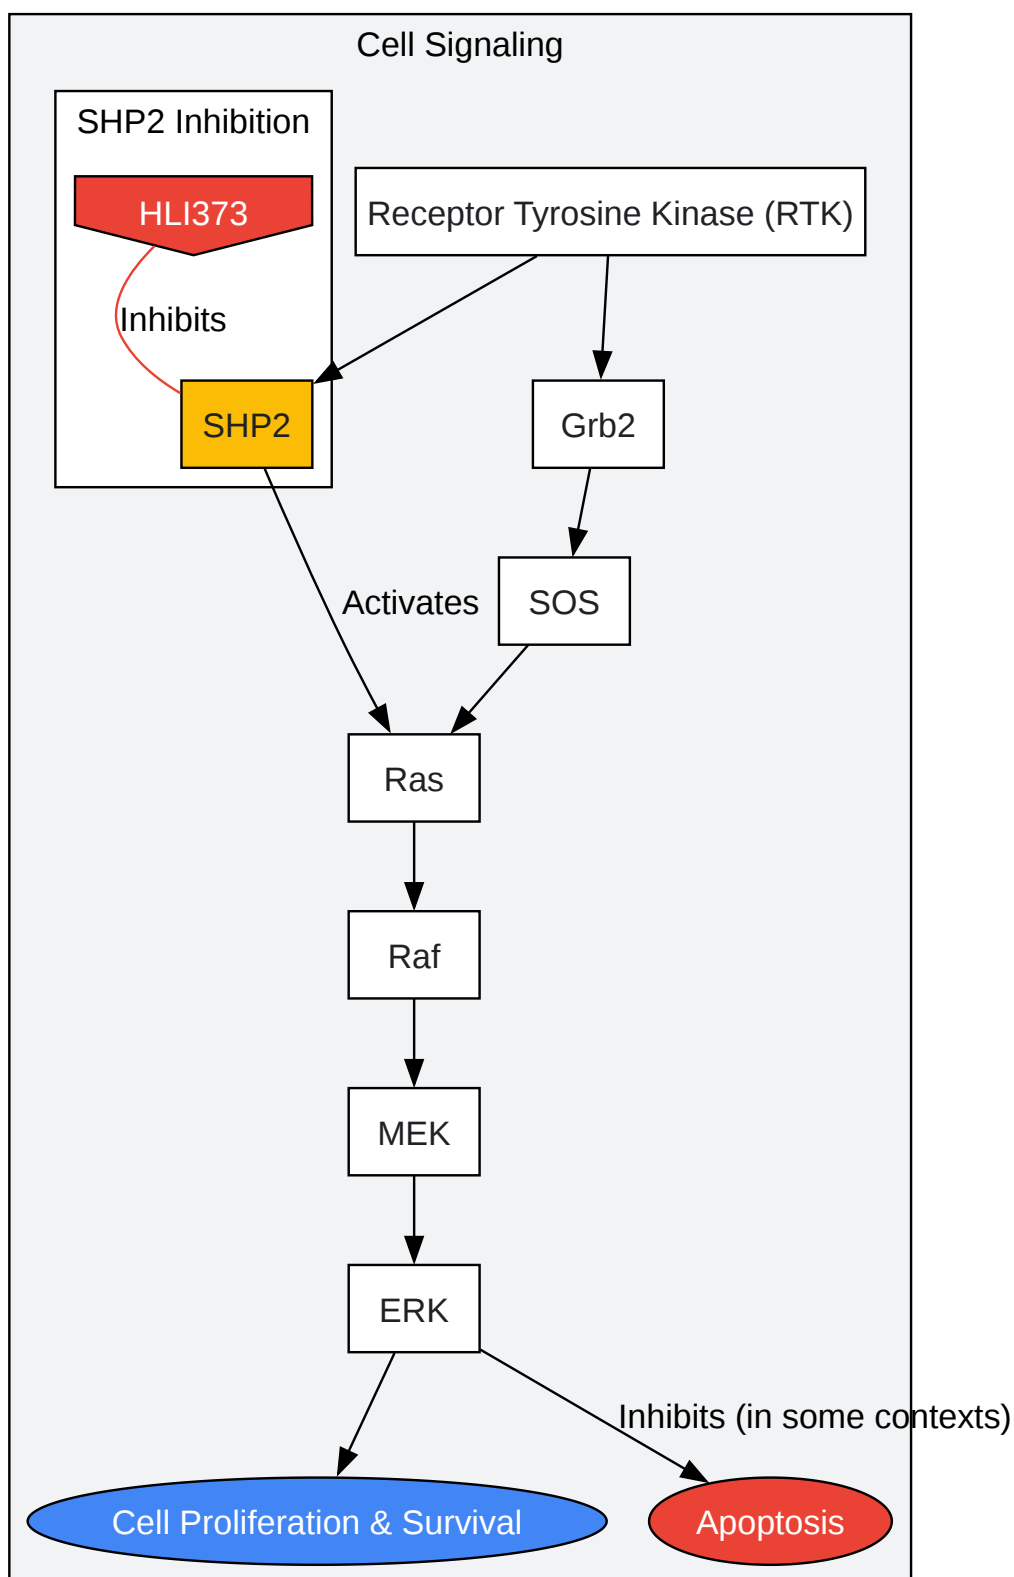 Cell Signaling
SHP2 Inhibition
HLI373
Receptor Tyrosine Kinase (RTK)
Inhibits
SHP2
Grb2
Activates
SOS
Ras
Raf
MEK
ERK
Inhibits (in some contexts)
Cell Proliferation & Survival
Apoptosis